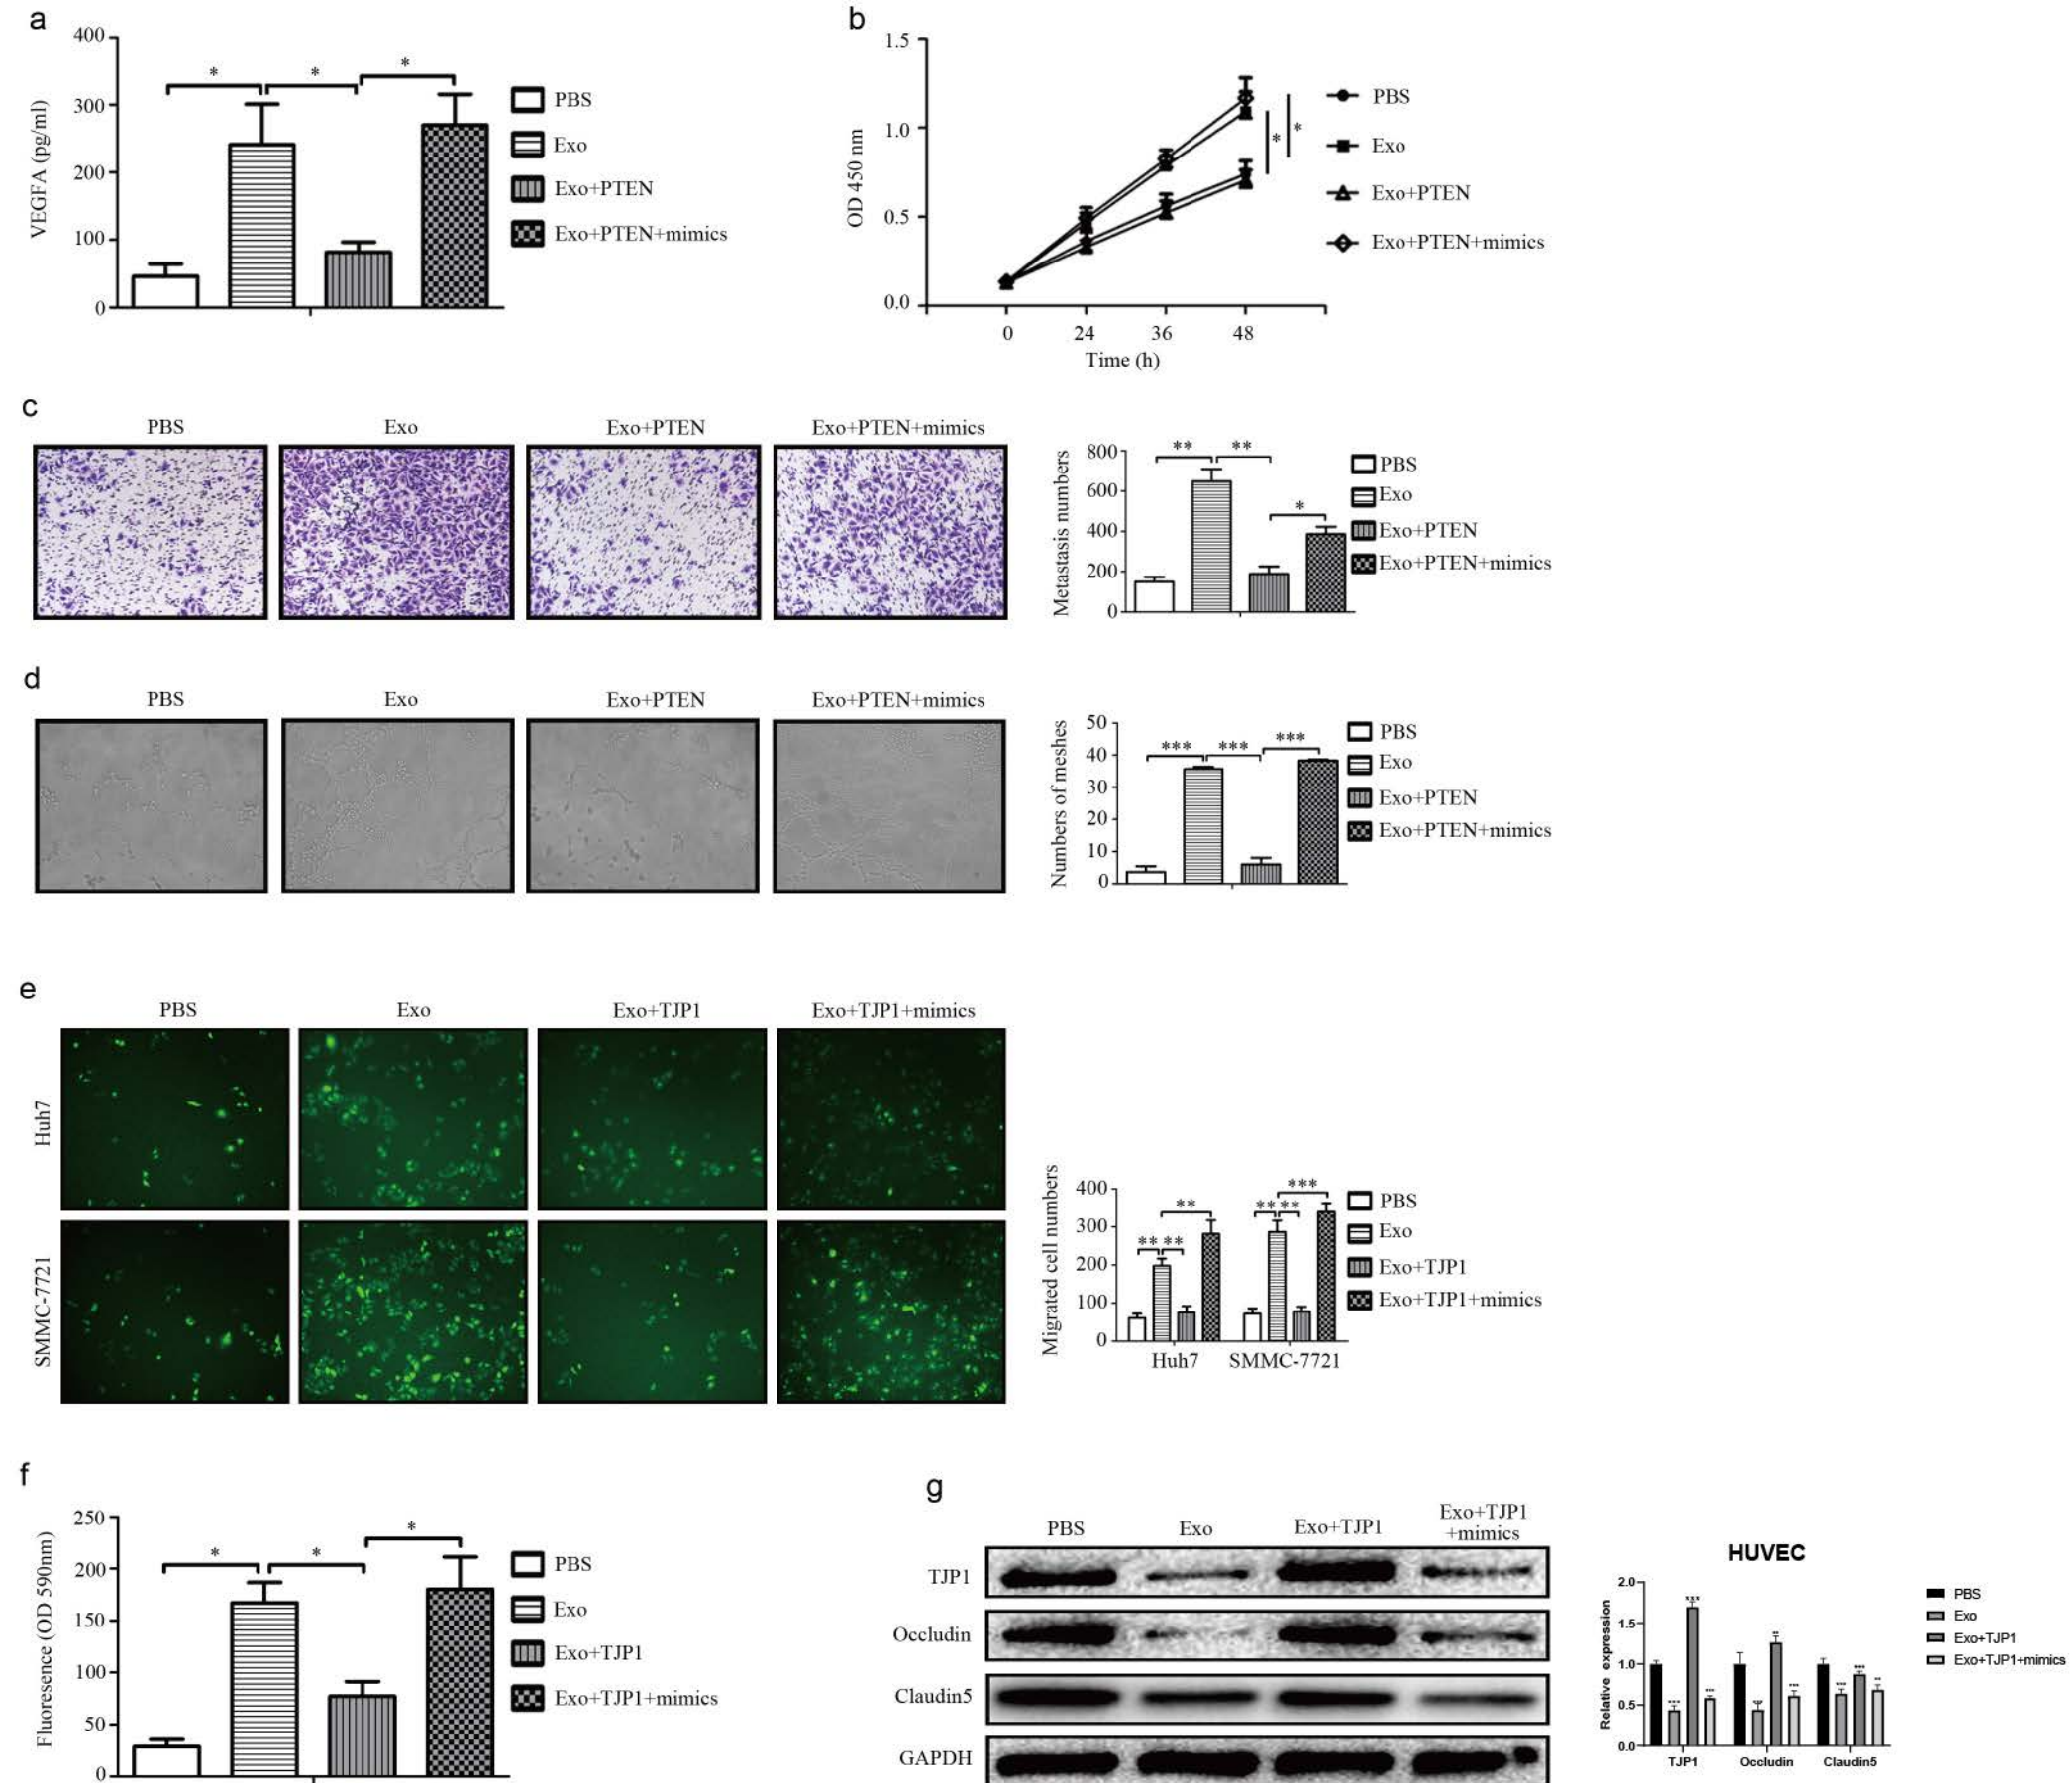 a
400
300
200
100
0
VEGFA (pg/ml)
*
*
*
PBS
Exo
Exo+PTEN
Exo+PTEN+mimics
b
1.5
1.0
0.5
0.0
OD 450 nm
0
24
36
48
Time (h)
*
*
PBS
Exo
Exo+PTEN
Exo+PTEN+mimics
c
PBS
Exo
Exo+PTEN
Exo+PTEN+mimics
Metastasis numbers
800
600
400
200
0
**
**
*
PBS
Exo
Exo+PTEN
Exo+PTEN+mimics
d
PBS
Exo
Exo+PTEN
Exo+PTEN+mimics
Numbers of meshes
50
40
30
20
10
0
***
***
***
PBS
Exo
Exo+PTEN
Exo+PTEN+mimics
e
PBS
Exo
Exo+TJP1
Exo+TJP1+mimics
Huh7
SMMC-7721
Migrated cell numbers
400
300
200
100
0
**
**
**
**
**
***
Huh7
SMMC-7721
PBS
Exo
Exo+TJP1
Exo+TJP1+mimics
f
250
200
150
100
50
0
Fluoresence (OD 590nm)
*
*
*
PBS
Exo
Exo+TJP1
Exo+TJP1+mimics
g
PBS
Exo
Exo+TJP1
Exo+TJP1
+mimics
TJP1
Occludin
Claudin5
GAPDH
HUVEC
Relative expression
2.0
1.5
1.0
0.5
0.0
***
***
***
***
**
***
***
***
**
TJP1
Occludin
Claudin5
PBS
Exo
Exo+TJP1
Exo+TJP1+mimics